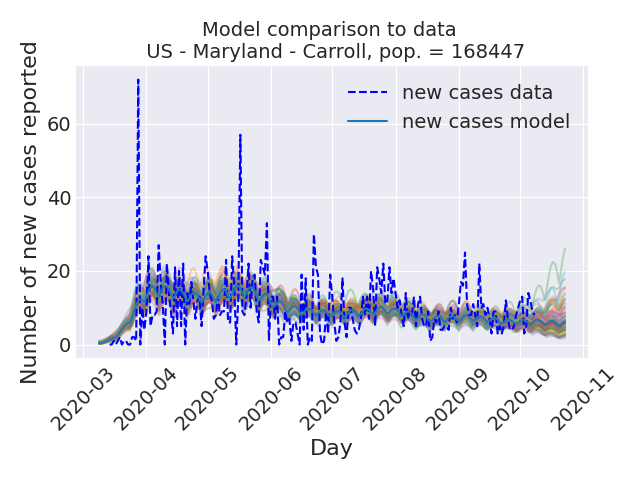 Model comparison to data
US - Maryland - Carroll, pop. = 168447
Number of new cases reported
new cases data
new cases model
60
40
20
0
2020-03
2020-04
2020-05
2020-06
2020-07
2020-08
2020-09
2020-10
2020-11
Day